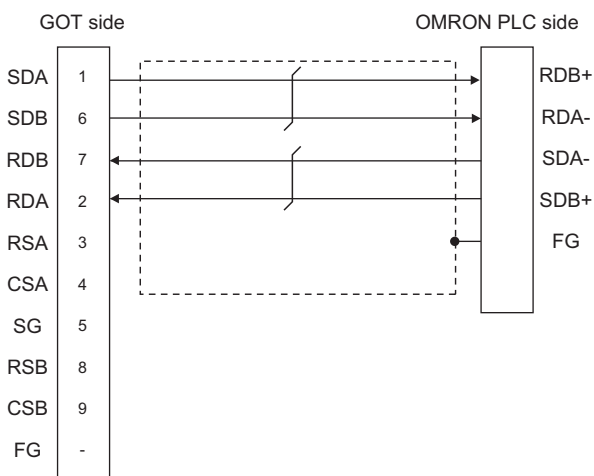 GOT side OMRON PLC side
SDA 1 RDB+
SDB 6 RDA-
RDB 7 SDA-
RDA 2 SDB+
RSA 3 FG
CSA 4
SG 5
RSB 8
CSB 9
FG -